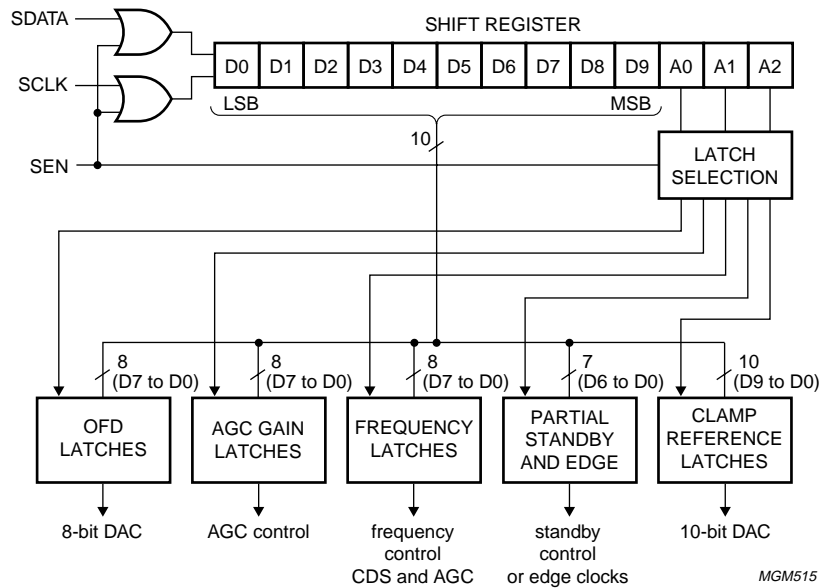 SDATA
SHIFT REGISTER
D0 D1 D2 D3 D4 D5 D6 D7 D8 D9 A0 A1 A2
SCLK
LSB MSB
10
SEN
LATCH
SELECTION
8
(D7 to D0)
8
(D7 to D0)
8
(D7 to D0)
7
(D6 to D0)
10
(D9 to D0)
OFD
LATCHES
AGC GAIN
LATCHES
FREQUENCY
LATCHES
PARTIAL
STANDBY
AND EDGE
CLAMP
REFERENCE
LATCHES
8-bit DAC
AGC control
frequency
control
CDS and AGC
standby
control
or edge clocks
10-bit DAC
MGM515